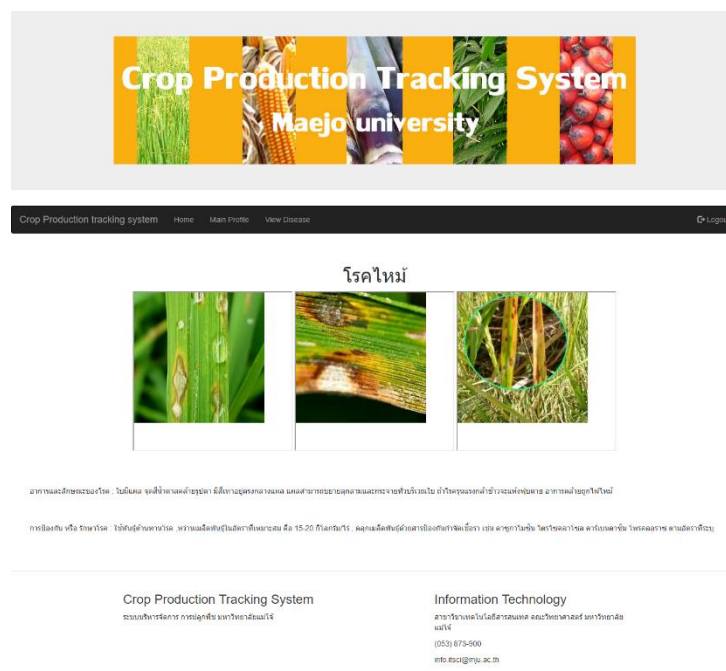 Crop Production Tracking System
Maejo university
Crop Production tracking system Home Main Profile View Disease Logou
โรคไหม้
อาการและลักษณะของโรค : ใบมีแผล จุดสีน้ำตาลคล้ายรูปตา มีสีเทาอยู่ตรงกลางแผล แผลสามารถขยายลุกลามและกระจายทั่วบริเวณใบ ถ้าโรครุนแรงกล้าข้าวจะแห้งฟุบตาย อาการคล้ายถูกไฟไหม้
การป้องกัน หรือ รักษาโรค : ใช้พันธุ์ต้านทานโรค ,หว่านเมล็ดพันธุ์ในอัตราที่เหมาะสม คือ 15-20 กิโลกรัม/ไร่ , คลุกเมล็ดพันธุ์ด้วยสารป้องกันกำจัดเชื้อรา เช่น คาซูกาไมซิน ไตรไซคลาโซล คาร์เบนดาซิม โพรคลอราช ตามอัตราที่ระบุ
Crop Production Tracking System
ระบบบริหารจัดการ การปลูกพืช มหาวิทยาลัยแม่โจ้
Information Technology
สาขาวิชาเทคโนโลยีสารสนเทศ คณะวิทยาศาสตร์ มหาวิทยาลัย
แม่โจ้
(053) 873-900
info.itsci@mju.ac.th